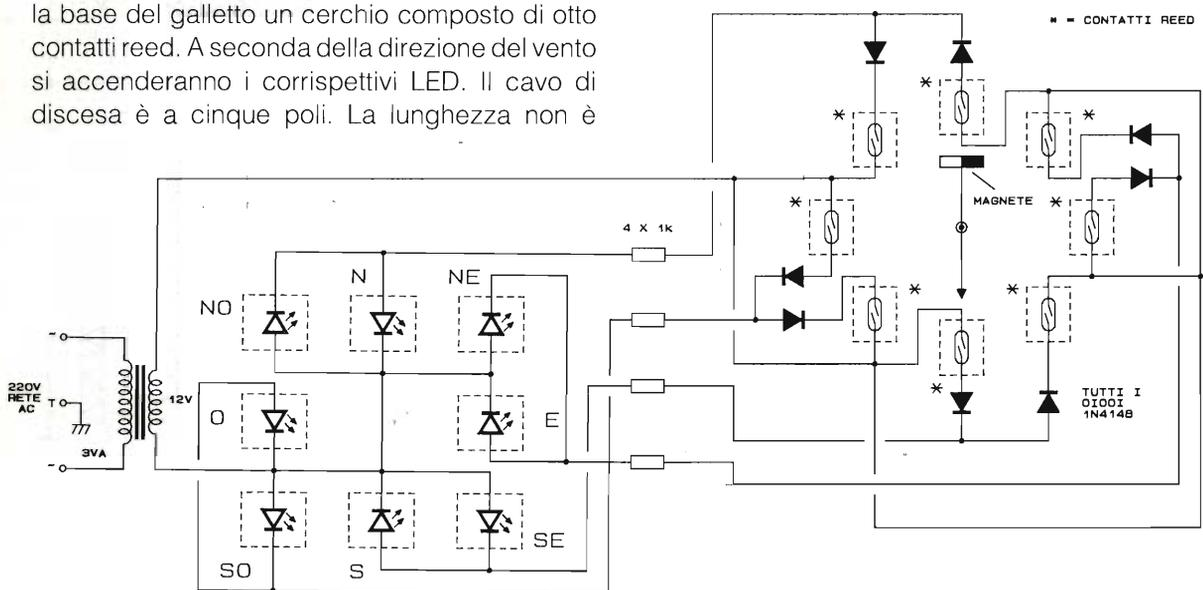 la base del galletto un cerchio composto di otto
contatti reed. A seconda della direzione del vento
si accenderanno i corrispettivi LED. Il cavo di
discesa è a cinque poli. La lunghezza non è
* = CONTATTI REED
*
*
*
MAGNETE
*
*
4 X 1k
N
NE
NO
*
*
~
220V
RETE
AC
T
12V
O
E
*
TUTTI I
DIODI
1N4148
3VA
~
SE
SO
S